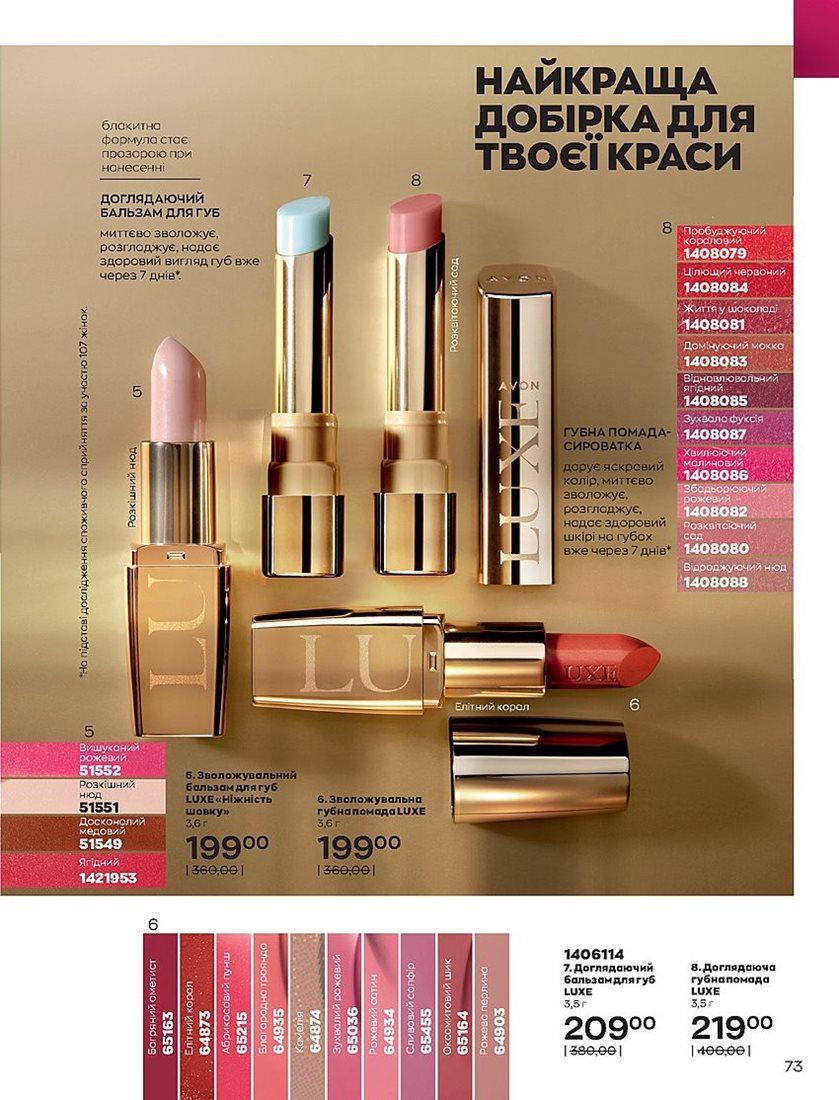 НАЙКРАЩА
ДОБІРКА ДЛЯ
ТВОЄЇ КРАСИ
блакитна
формула стає
прозорою при
нанесенні
ДОГЛЯДАЮЧИЙ
БАЛЬЗАМ ДЛЯ ГУБ
миттєво зволожує,
розгладжує, надає
здоровий вигляд губ вже
через 7 днів*.
7
8
Розквітаючий сад
AVON
AVON
LUXE
8
Пробуджуючий
кораловий
1408079
Цілющий червоний
1408084
Життя у шоколаді
1408081
Домінуючий мокко
1408083
Відновлювальний
ягідний
1408085
Зухвала фуксія
1408087
Хвилюючий
малиновий
1408086
Збадьорюючий
рожевий
1408082
Розквітаючий
сад
1408080
Відроджуючий нюд
1408088
ГУБНА ПОМАДА-
СИРОВАТКА
дарує яскравий
колір, миттєво
зволожує,
розгладжує,
надає здоровий
шкірі на губах
вже через 7 днів*
*На підставі дослідження споживчого сприйняття за участю 107 жінок.
5
Розкішний нюд
LU
LU
LUXE
Елітний корал
6
5
Вишуканий
рожевий
51552
Розкішний
нюд
51551
Досконалий
медовий
51549
Ягідний
1421953
5. Зволожувальний
бальзам для губ
LUXE «Ніжність
шовку»
3,6 г
19900
|360,00|
6. Зволожувальна
губна помада LUXE
3,6 г
19900
|360,00|
6
Багряний аметист
65163
Елітний корал
64873
Абрикосовий пунш
65215
Благородна троянда
64935
Камелія
64874
Зухвалий рожевий
65036
Рожевий сатин
64934
Сливовий сапфір
65455
Оксамитовий шик
65164
Рожева перлина
64903
1406114
7. Доглядаючий
бальзам для губ
LUXE
3,5 г
20900
|380,00|
8. Доглядаюча
губна помада
LUXE
3,5 г
21900
|400,00|
73